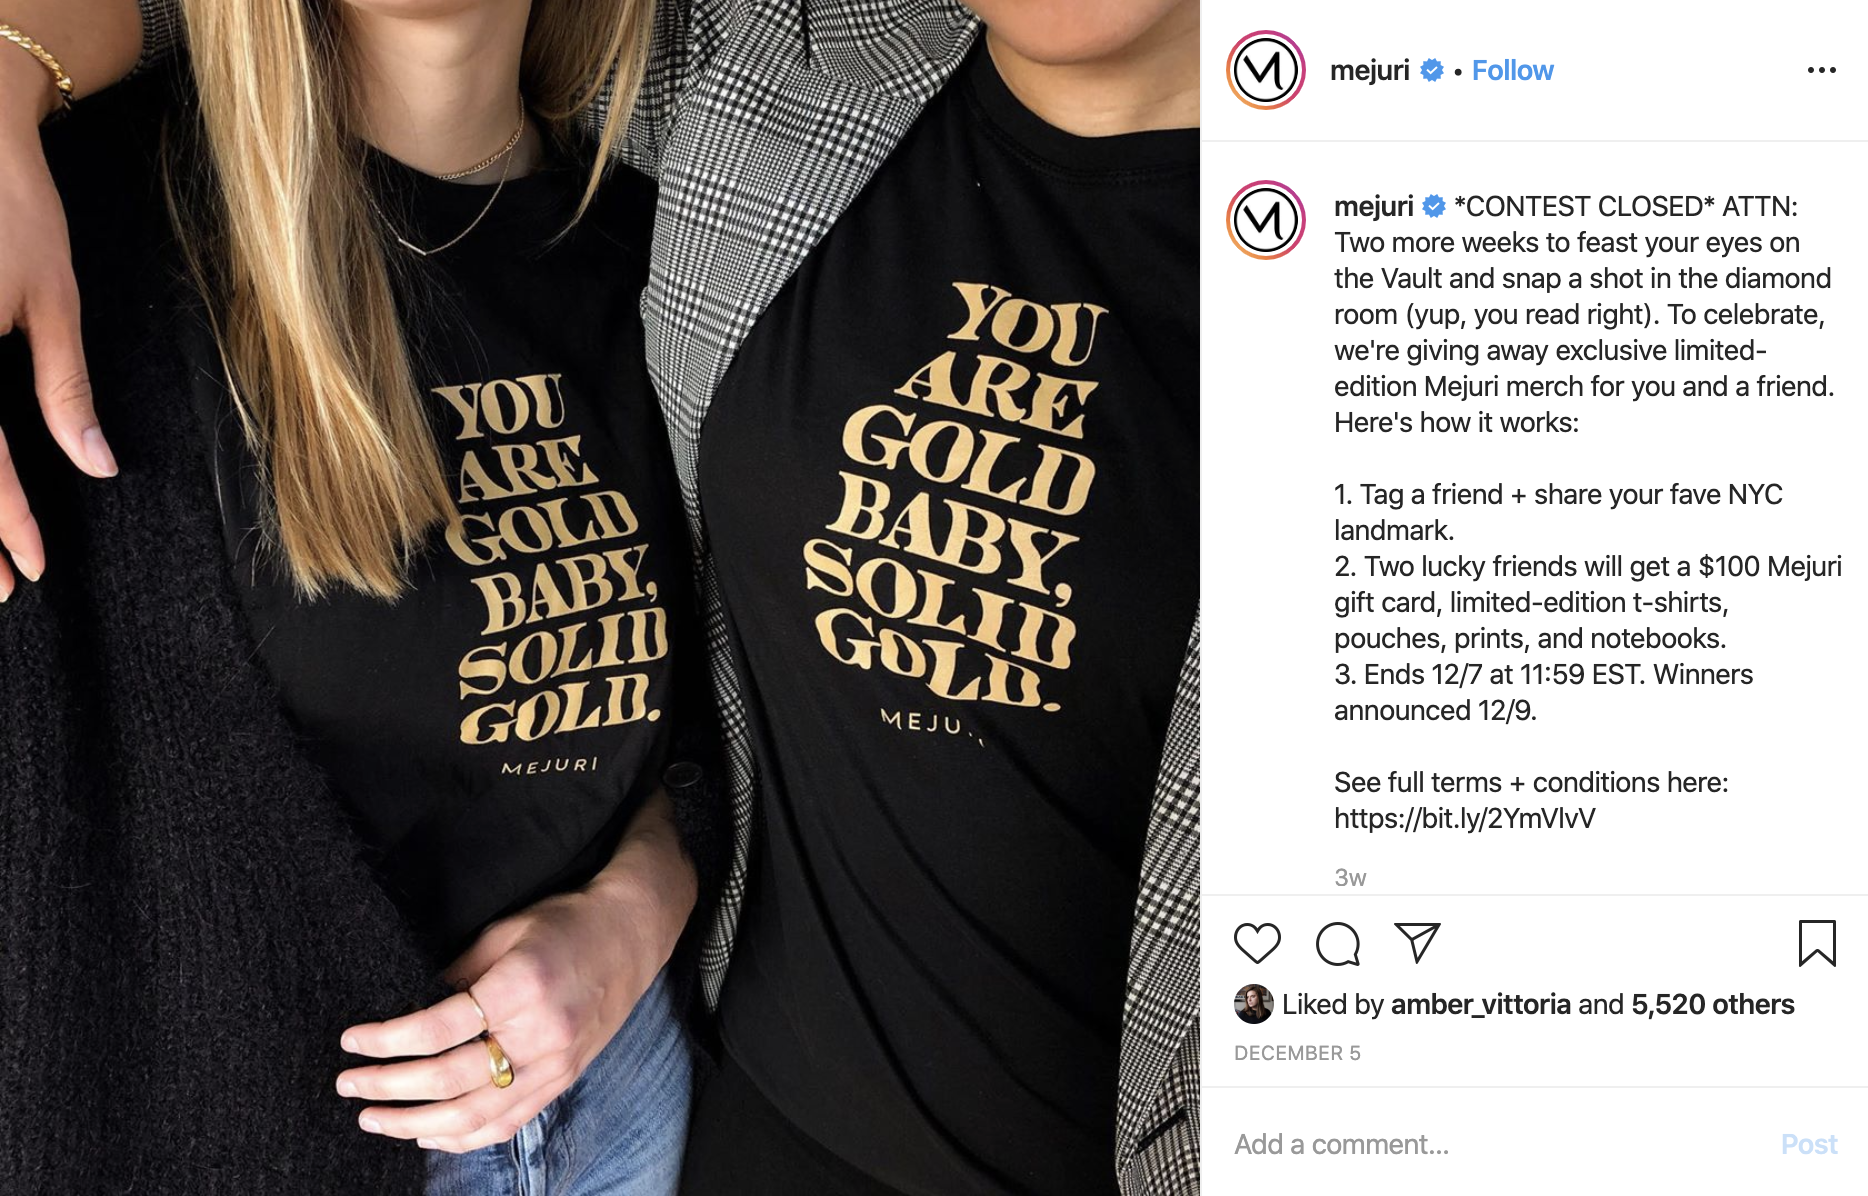 YOU
ARE
GOLD
BABY,
SOLID
GOLD.
MEJURI
YOU
ARE
GOLD
BABY,
SOLID
GOLD.
MEJU
M
mejuri • Follow
M
mejuri *CONTEST CLOSED* ATTN:
Two more weeks to feast your eyes on
the Vault and snap a shot in the diamond
room (yup, you read right). To celebrate,
we're giving away exclusive limited-
edition Mejuri merch for you and a friend.
Here's how it works:
1. Tag a friend + share your fave NYC
landmark.
2. Two lucky friends will get a $100 Mejuri
gift card, limited-edition t-shirts,
pouches, prints, and notebooks.
3. Ends 12/7 at 11:59 EST. Winners
announced 12/9.
See full terms + conditions here:
https://bit.ly/2YmVlvV
3w
Liked by amber_vittoria and 5,520 others
DECEMBER 5
Add a comment... Post